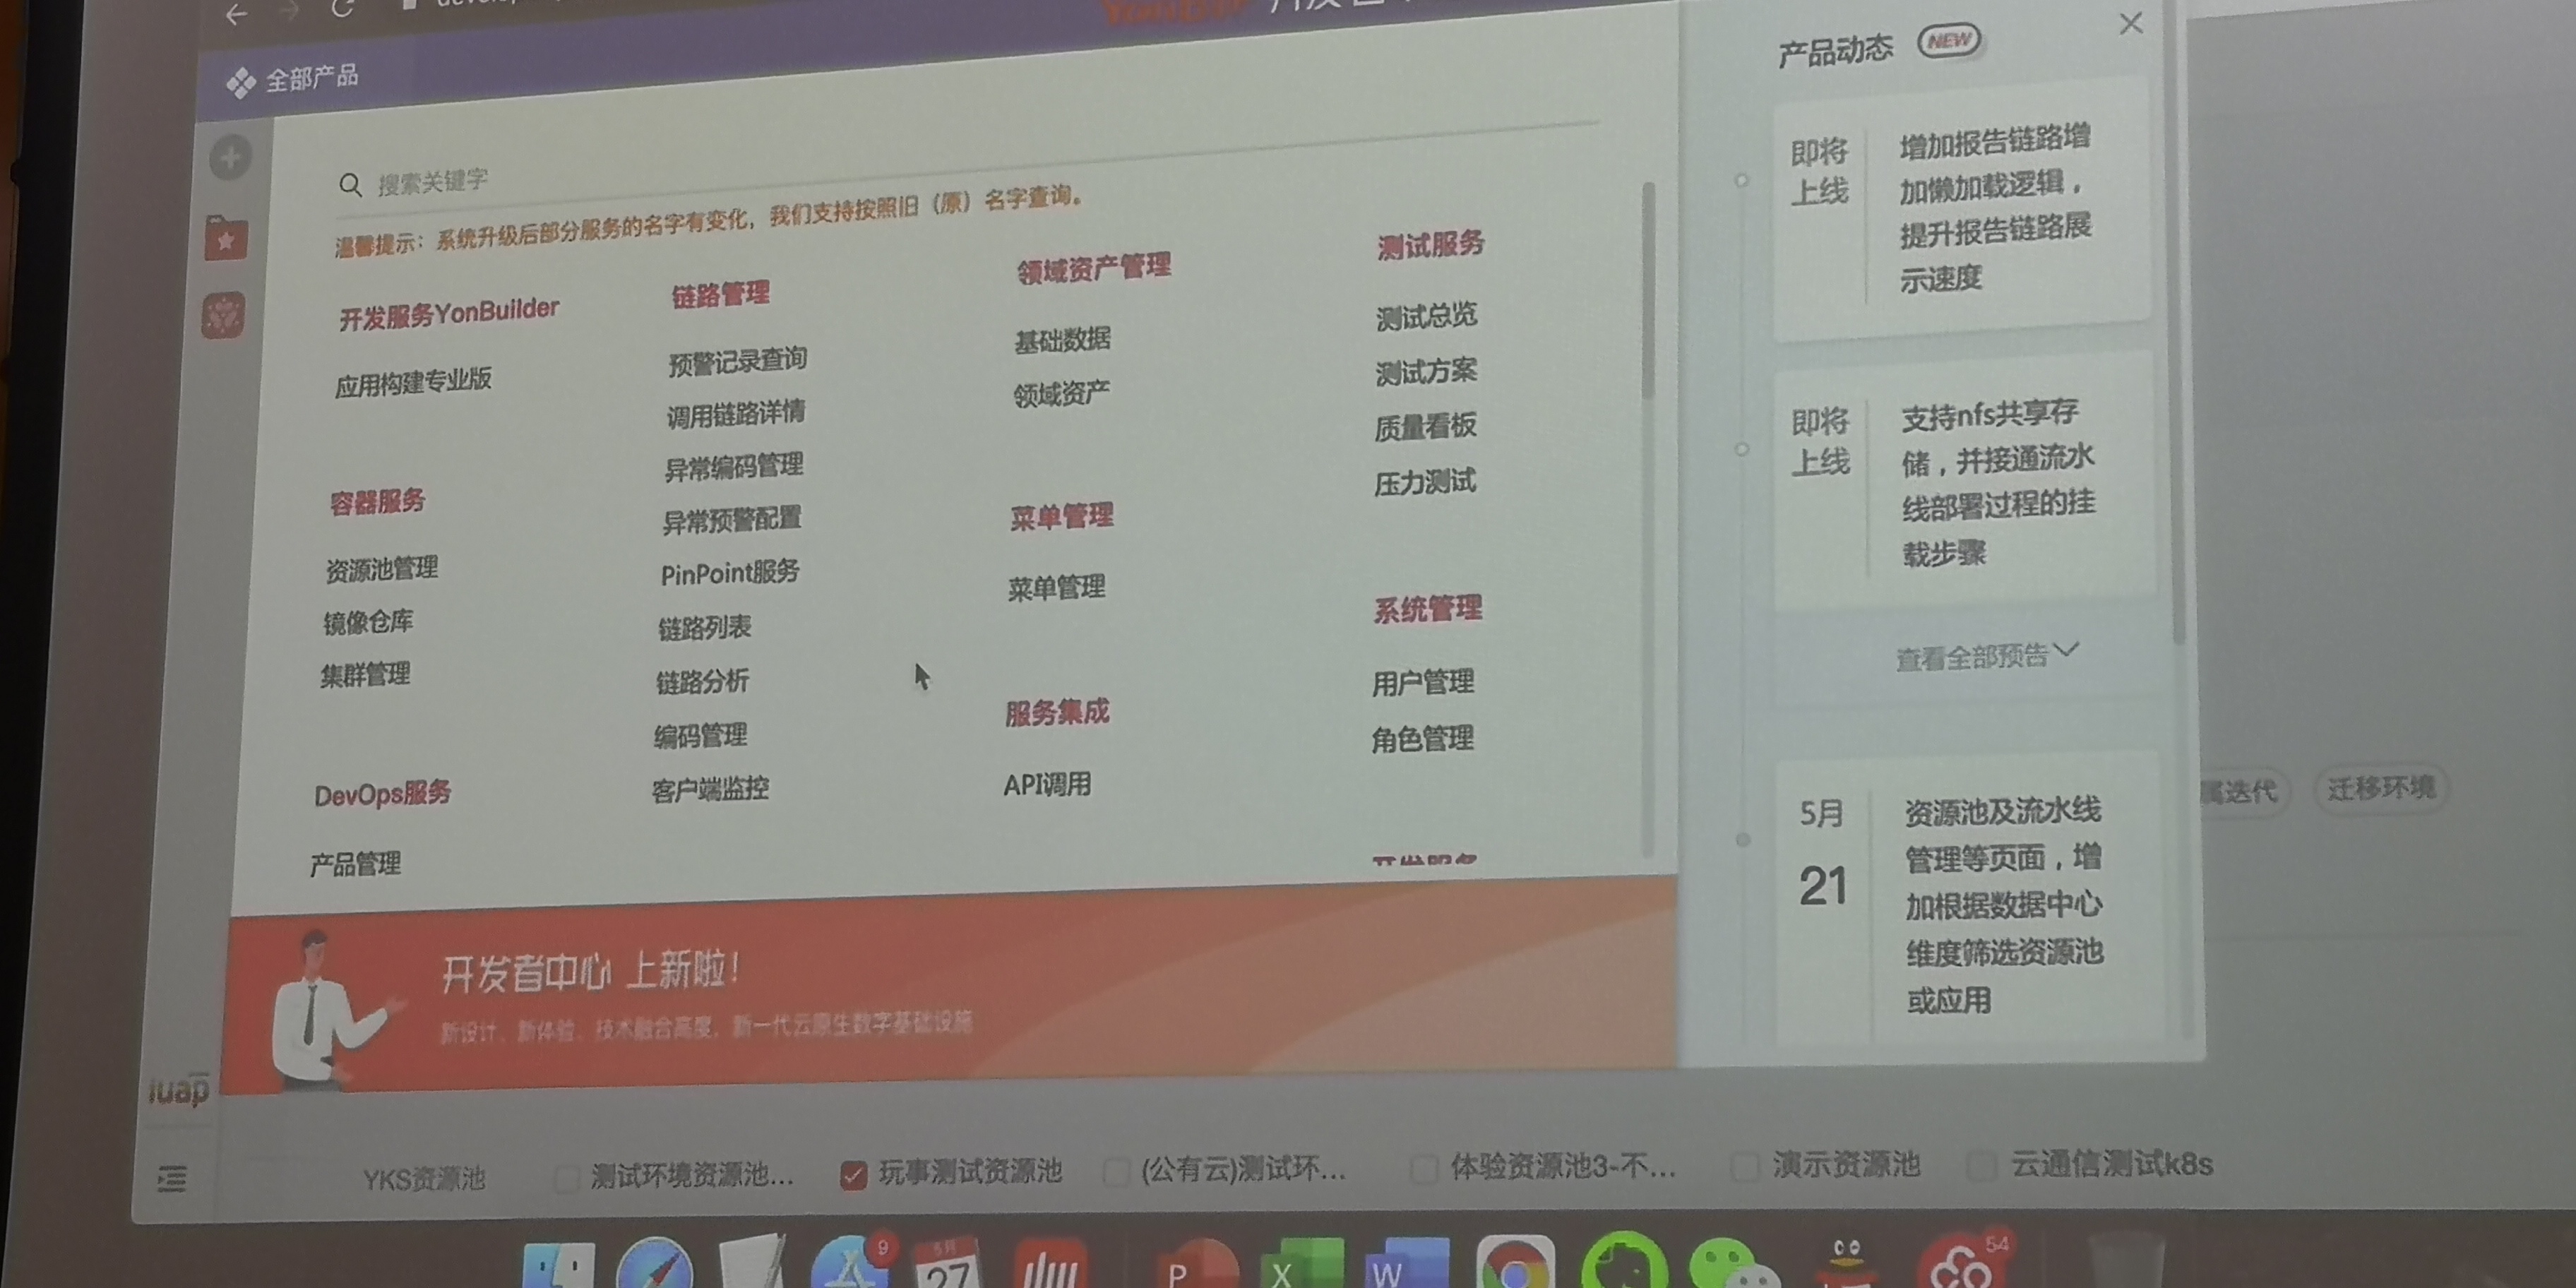 全部产品
搜索关键字
温馨提示：系统升级后部分服务的名字有变化，我们支持按照旧（原）名字查询。
开发服务YonBuilder
应用构建专业版
容器服务
资源池管理
镜像仓库
集群管理
DevOps服务
产品管理
链路管理
预警记录查询
调用链路详情
异常编码管理
异常预警配置
PinPoint服务
链路列表
链路分析
编码管理
客户端监控
领域资产管理
基础数据
领域资产
菜单管理
菜单管理
服务集成
API调用
测试服务
测试总览
测试方案
质量看板
压力测试
系统管理
用户管理
角色管理
开发者中心 上新啦！
新设计、新体验、技术融合高度、新一代云原生数字基础设施
产品动态 NEW
即将
上线
增加报告链路增
加懒加载逻辑，
提升报告链路展
示速度
即将
上线
支持nfs共享存
储，并接通流水
线部署过程的挂
载步骤
查看全部预告
5月
21
资源池及流水线
管理等页面，增
加根据数据中心
维度筛选资源池
或应用
属迭代 迁移环境
iuap
YKS资源池 测试环境资源池... 玩事测试资源池 (公有云)测试环... 体验资源池3-不... 演示资源池 云通信测试k8s
9
5月
27
P
X
W
54